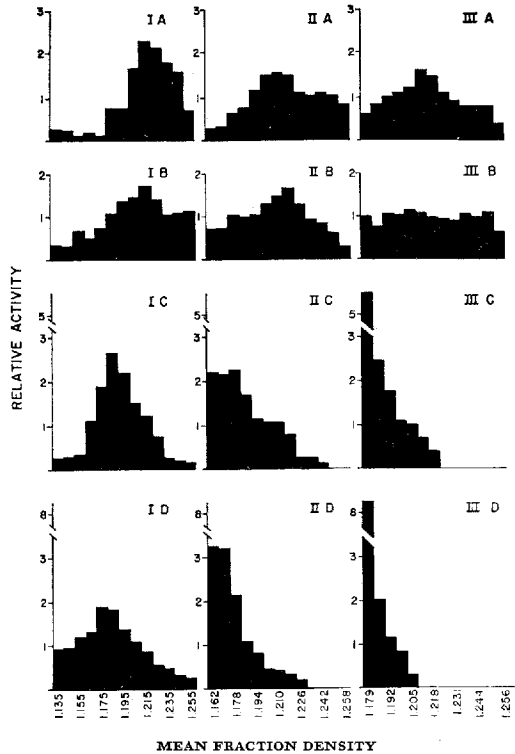 I A
II A
III A
3
2
1
3
2
1
3
2
1
I B
II B
III B
2
1
2
1
2
1
RELATIVE ACTIVITY
I C
II C
III C
5
3
2
1
5
3
2
1
5
3
2
1
I D
II D
III D
8
3
2
1
8
3
2
1
8
3
2
1
1.135 1.155 1.175 1.195 1.215 1.235 1.255
1.162 1.178 1.194 1.210 1.226 1.242 1.258
1.179 1.192 1.205 1.218 1.231 1.244 1.256
MEAN FRACTION DENSITY